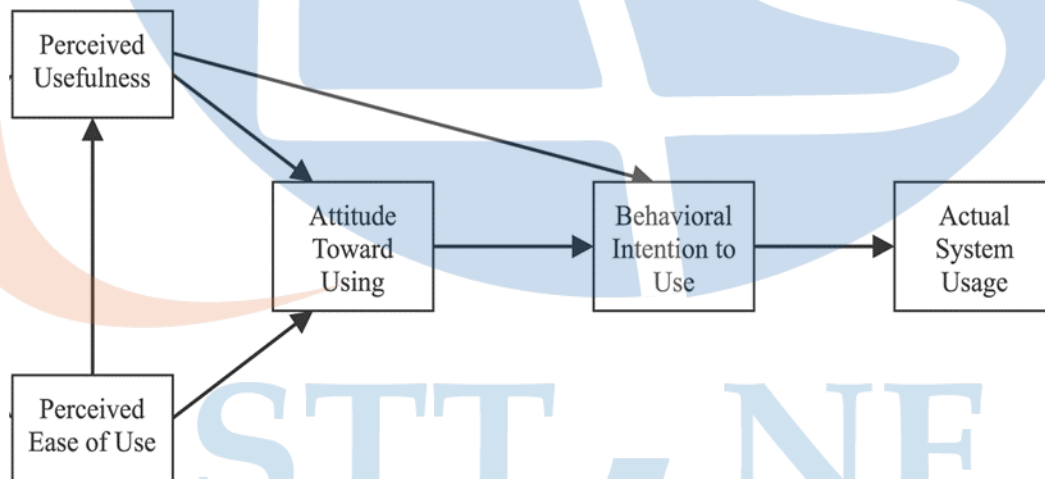 Perceived
Usefulness
Attitude
Toward
Using
Behavioral
Intention to
Use
Actual
System
Usage
Perceived
Ease of Use
STT - NF